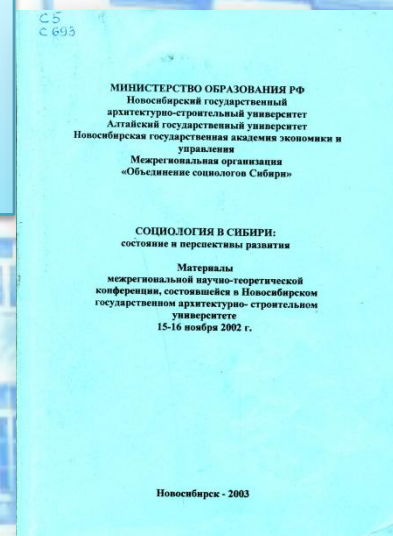 С5
С693
МИНИСТЕРСТВО ОБРАЗОВАНИЯ РФ
Новосибирский государственный
архитектурно-строительный университет
Алтайский государственный университет
Новосибирская государственная академия экономики и
управления
Межрегиональная организация
«Объединение социологов Сибири»
СОЦИОЛОГИЯ В СИБИРИ:
состояние и перспективы развития
Материалы
межрегиональной научно-теоретической
конференции, состоявшейся в Новосибирском
государственном архитектурно- строительном
университете
15-16 ноября 2002 г.
Новосибирск - 2003